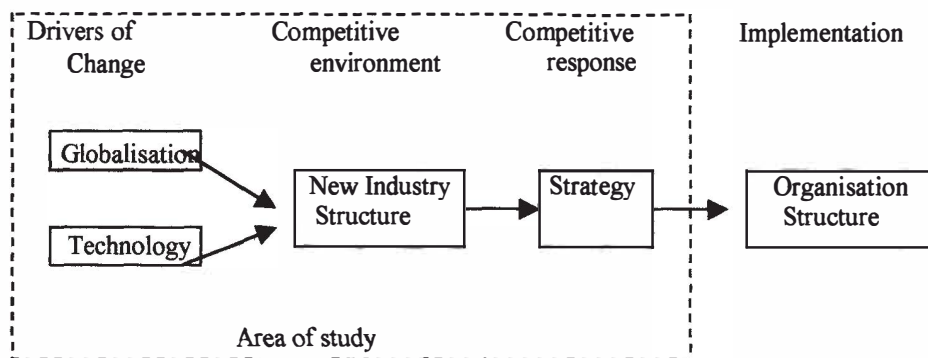 Drivers of Change
Competitive environment
Competitive response
Implementation
Globalisation
Technology
New Industry Structure
Strategy
Organisation Structure
Area of study